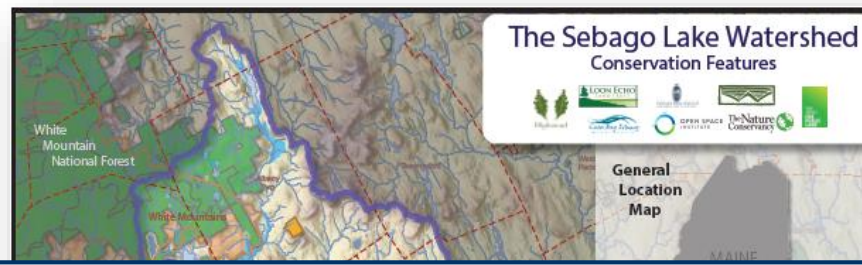 The Sebago Lake Watershed
Conservation Features
LOON ECHO
OPEN SPACE
INSTITUTE
The Nature
Conservancy
White
Mountain
National Forest
General
Location
Map
White Mountains
MAINE